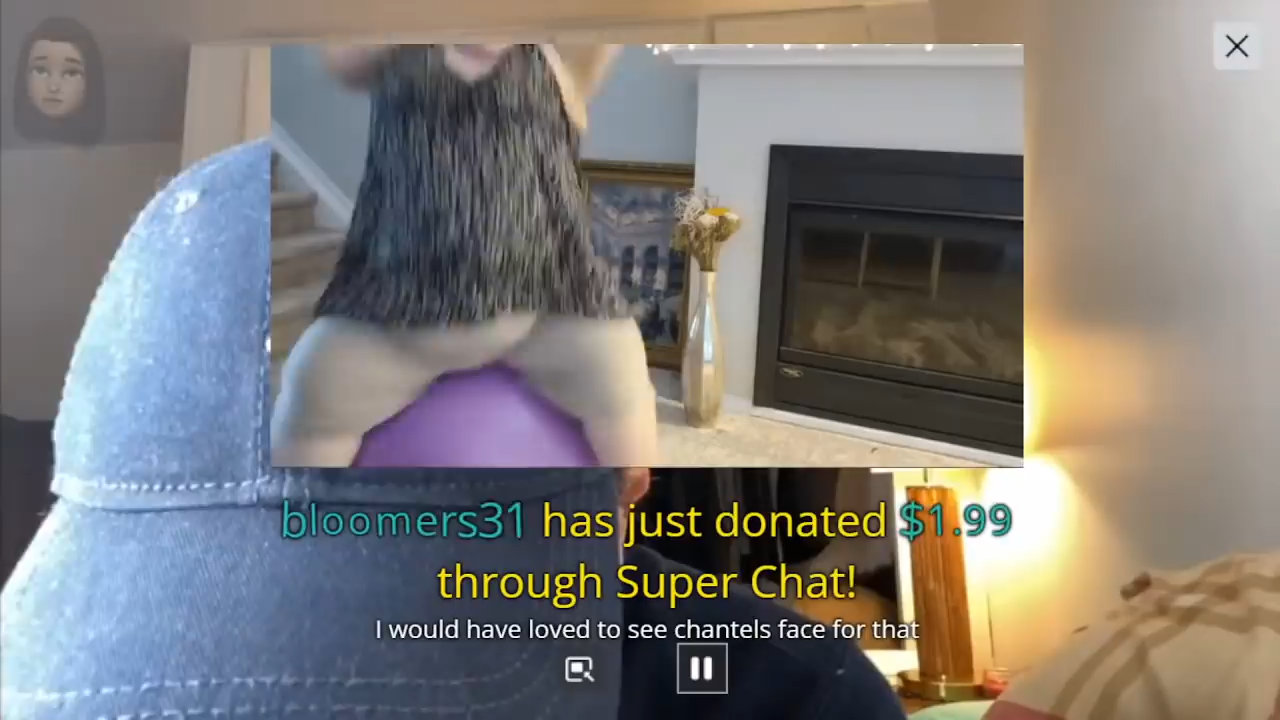 bloomers31 has just donated $1.99
through Super Chat!
I would have loved to see chantels face for that